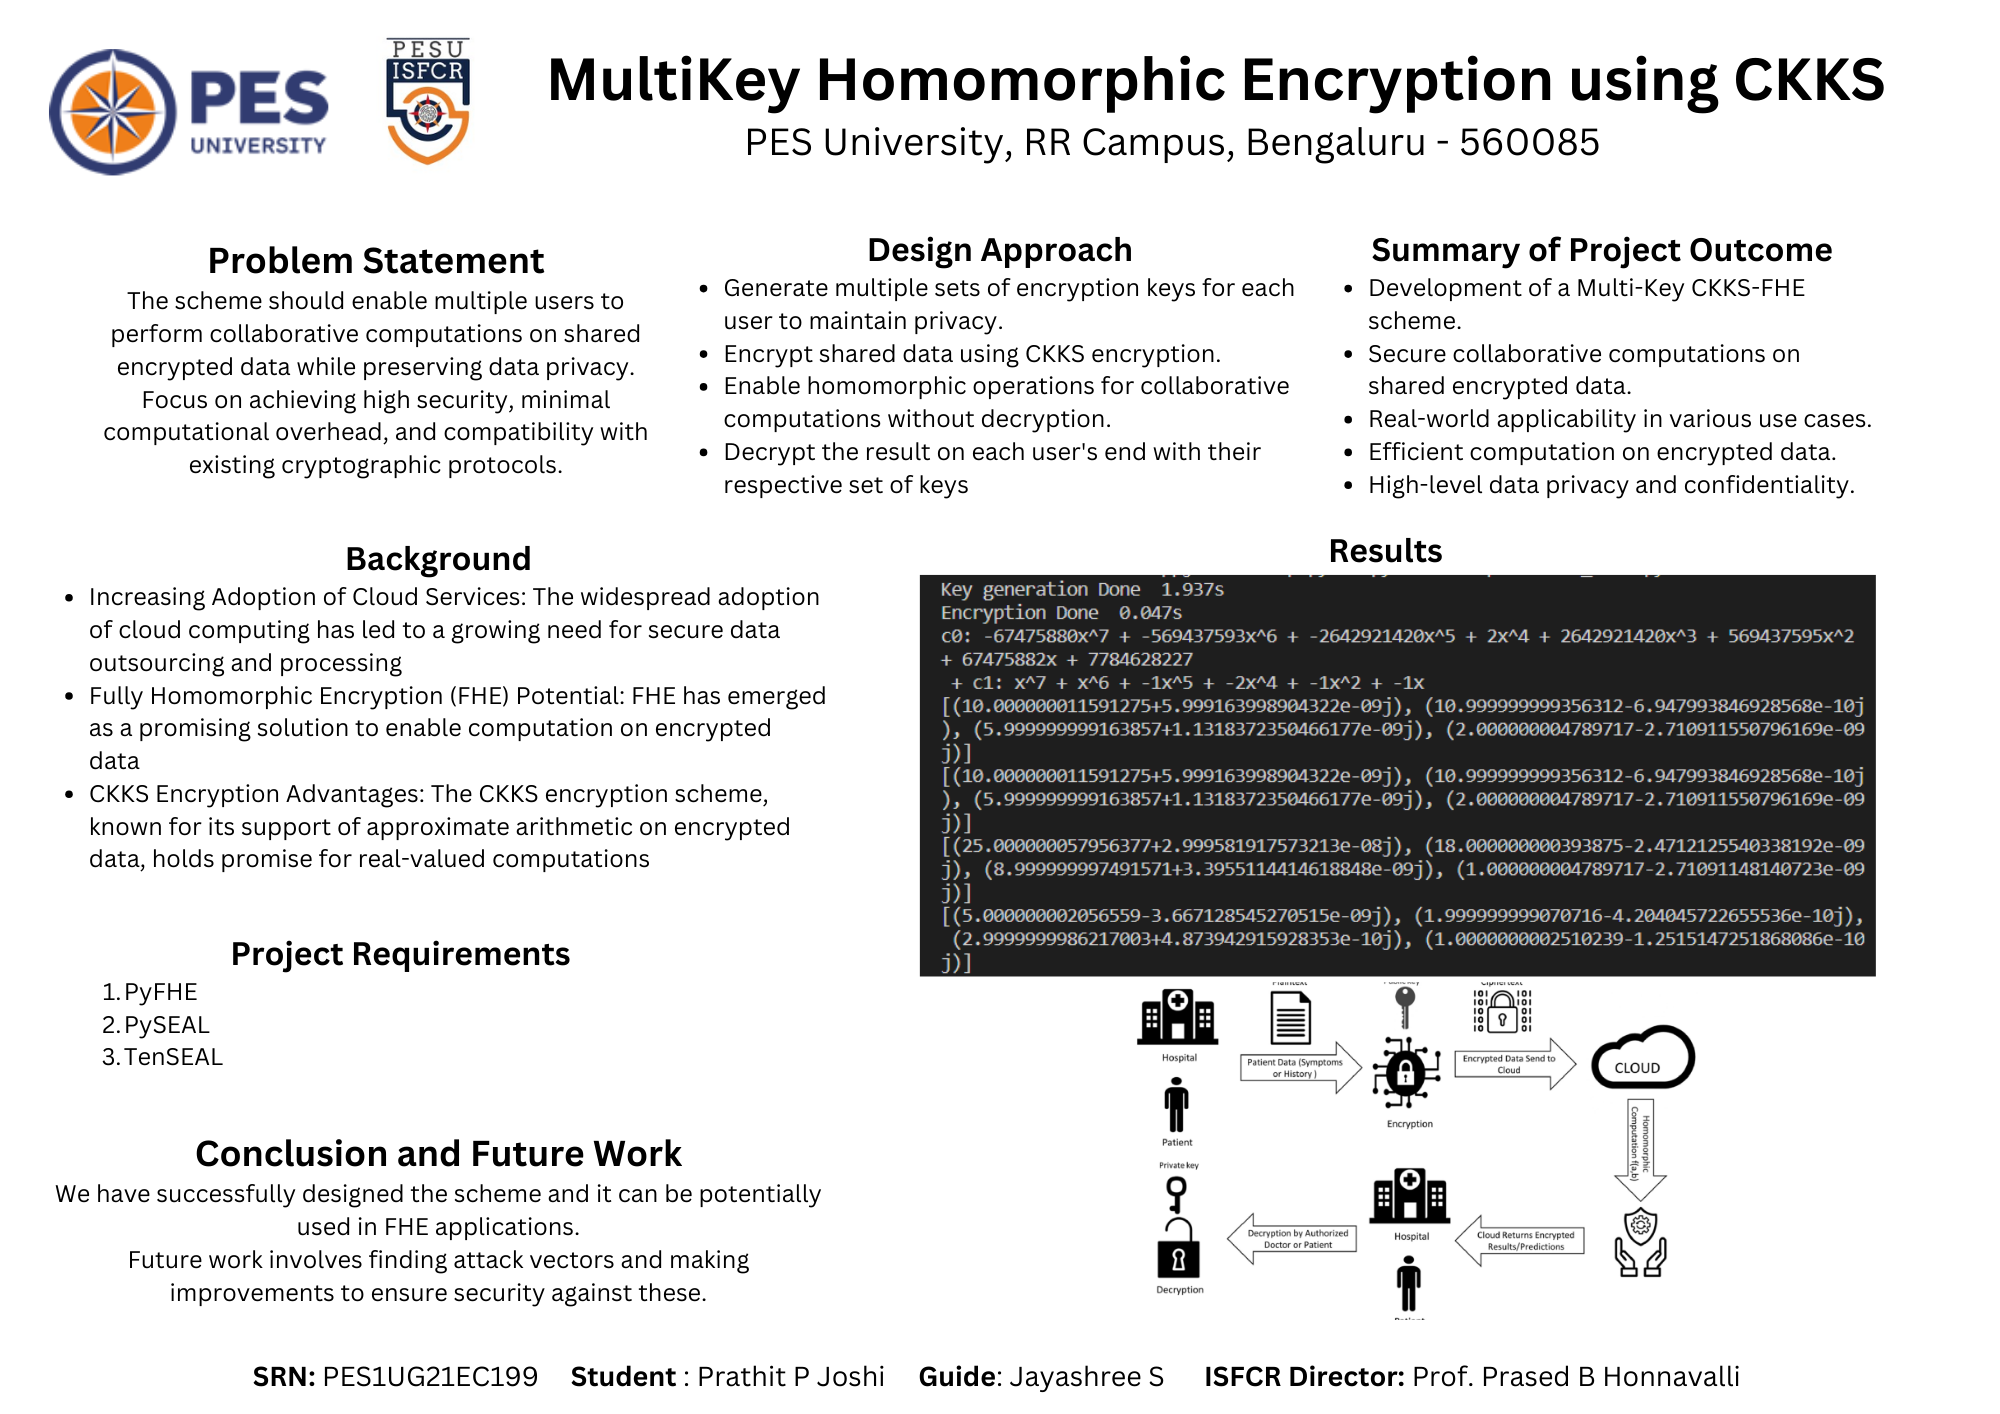 PES
UNIVERSITY
PESU
ISFCR
MultiKey Homomorphic Encryption using CKKS
PES University, RR Campus, Bengaluru - 560085
Problem Statement
The scheme should enable multiple users to
perform collaborative computations on shared
encrypted data while preserving data privacy.
Focus on achieving high security, minimal
computational overhead, and compatibility with
existing cryptographic protocols.
Design Approach
• Generate multiple sets of encryption keys for each
user to maintain privacy.
• Encrypt shared data using CKKS encryption.
• Enable homomorphic operations for collaborative
computations without decryption.
• Decrypt the result on each user's end with their
respective set of keys
Summary of Project Outcome
• Development of a Multi-Key CKKS-FHE
scheme.
• Secure collaborative computations on
shared encrypted data.
• Real-world applicability in various use cases.
• Efficient computation on encrypted data.
• High-level data privacy and confidentiality.
Background
• Increasing Adoption of Cloud Services: The widespread adoption
of cloud computing has led to a growing need for secure data
outsourcing and processing
• Fully Homomorphic Encryption (FHE) Potential: FHE has emerged
as a promising solution to enable computation on encrypted
data
• CKKS Encryption Advantages: The CKKS encryption scheme,
known for its support of approximate arithmetic on encrypted
data, holds promise for real-valued computations
Project Requirements
1. PyFHE
2. PySEAL
3. TenSEAL
Conclusion and Future Work
We have successfully designed the scheme and it can be potentially
used in FHE applications.
Future work involves finding attack vectors and making
improvements to ensure security against these.
Results
Key generation Done  1.937s
Encryption Done  0.047s
c0: -67475880x^7 + -569437593x^6 + -2642921420x^5 + 2x^4 + 2642921420x^3 + 569437595x^2
+ 67475882x + 7784628227
+ c1: x^7 + x^6 + -1x^5 + -2x^4 + -1x^2 + -1x
[(10.000000011591275+5.999163998904322e-09j), (10.999999999356312-6.947993846928568e-10j
), (5.999999999163857+1.1318372350466177e-09j), (2.000000004789717-2.710911550796169e-09
j)]
[(10.000000011591275+5.999163998904322e-09j), (10.999999999356312-6.947993846928568e-10j
), (5.999999999163857+1.1318372350466177e-09j), (2.000000004789717-2.710911550796169e-09
j)]
[(25.000000057956377+2.999581917573213e-08j), (18.000000000393875-2.4712125540338192e-09
j), (8.999999997491571+3.3955114414618848e-09j), (1.000000004789717-2.71091148140723e-09
j)]
[(5.000000002056559-3.667128545270515e-09j), (1.999999999070716-4.204045722655536e-10j),
(2.9999999986217003+4.873942915928353e-10j), (1.0000000002510239-1.2515147251868086e-10
j)]
Plaintext
Ciphertext
Hospital
Patient Data (Symptoms
or History )
Encrypted Data Send to
Cloud
CLOUD
Encryption
Patient
Homomorphic
Computation f(a,b)
Private key
Decryption by Authorized
Doctor or Patient
Hospital
Cloud Returns Encrypted
Results/Predictions
Decryption
SRN: PES1UG21EC199 Student : Prathit P Joshi Guide: Jayashree S ISFCR Director: Prof. Prased B Honnavalli